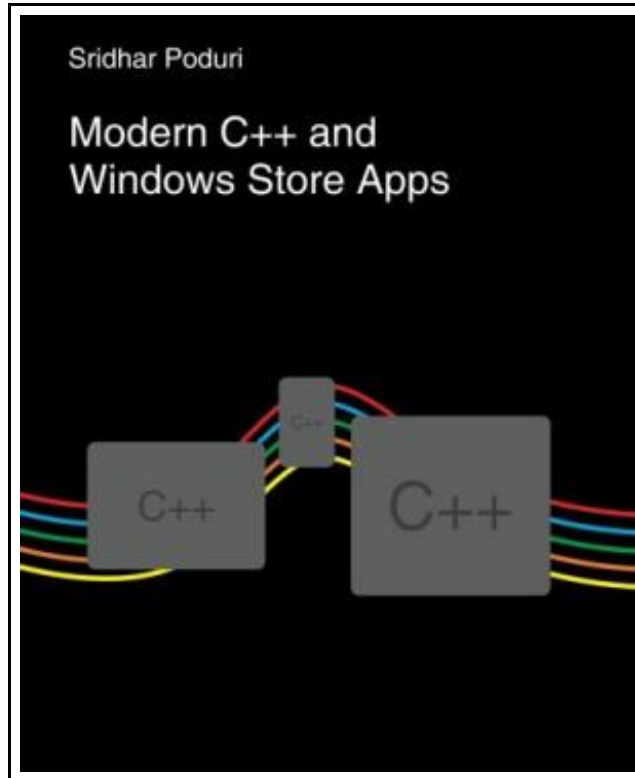 Sridhar Poduri
Modern C++ and
Windows Store Apps
C++
C++
C++